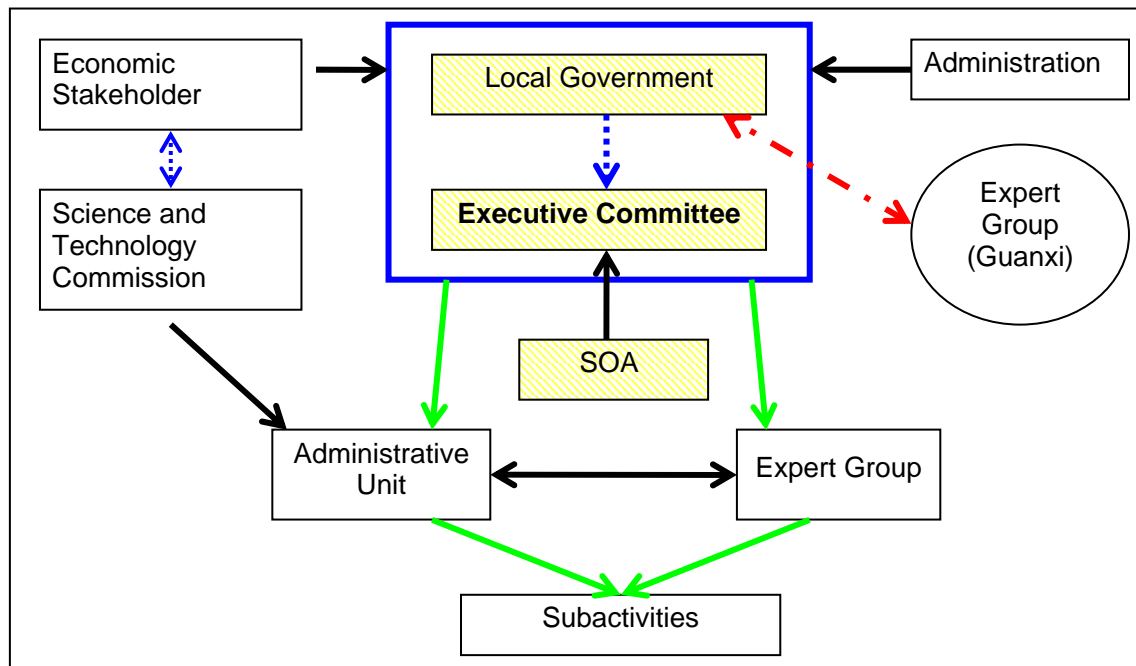 Economic
Stakeholder
Local Government
Administration
Science and
Technology
Commission
Executive Committee
Expert
Group
(Guanxi)
SOA
Administrative
Unit
Expert Group
Subactivities